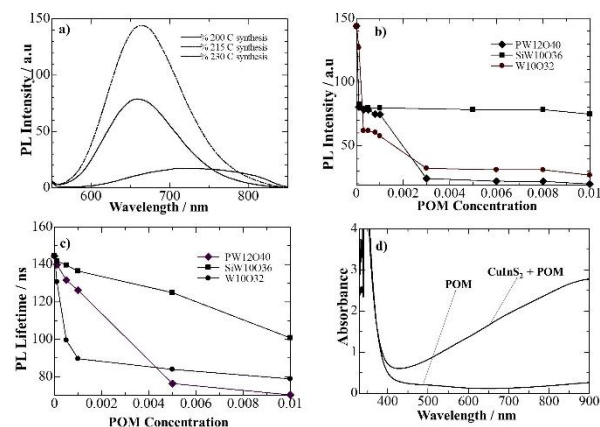 a)
% 200 C synthesis
% 215 C synthesis
% 230 C synthesis
PL Intensity / a.u
150
100
50
600 700 800
Wavelength / nm
b)
PW12O40
SiW10O36
W10O32
PL Intensity / a.u
150
100
50
0
0 0.002 0.004 0.006 0.008 0.01
POM Concentration
c)
PW12O40
SiW10O36
W10O32
PL Lifetime / ns
160
140
120
100
80
0 0.002 0.004 0.006 0.008 0.01
POM Concentration
d)
CuInS2 + POM
POM
Absorbance
5
4
3
2
1
0
400 500 600 700 800 900
Wavelength / nm